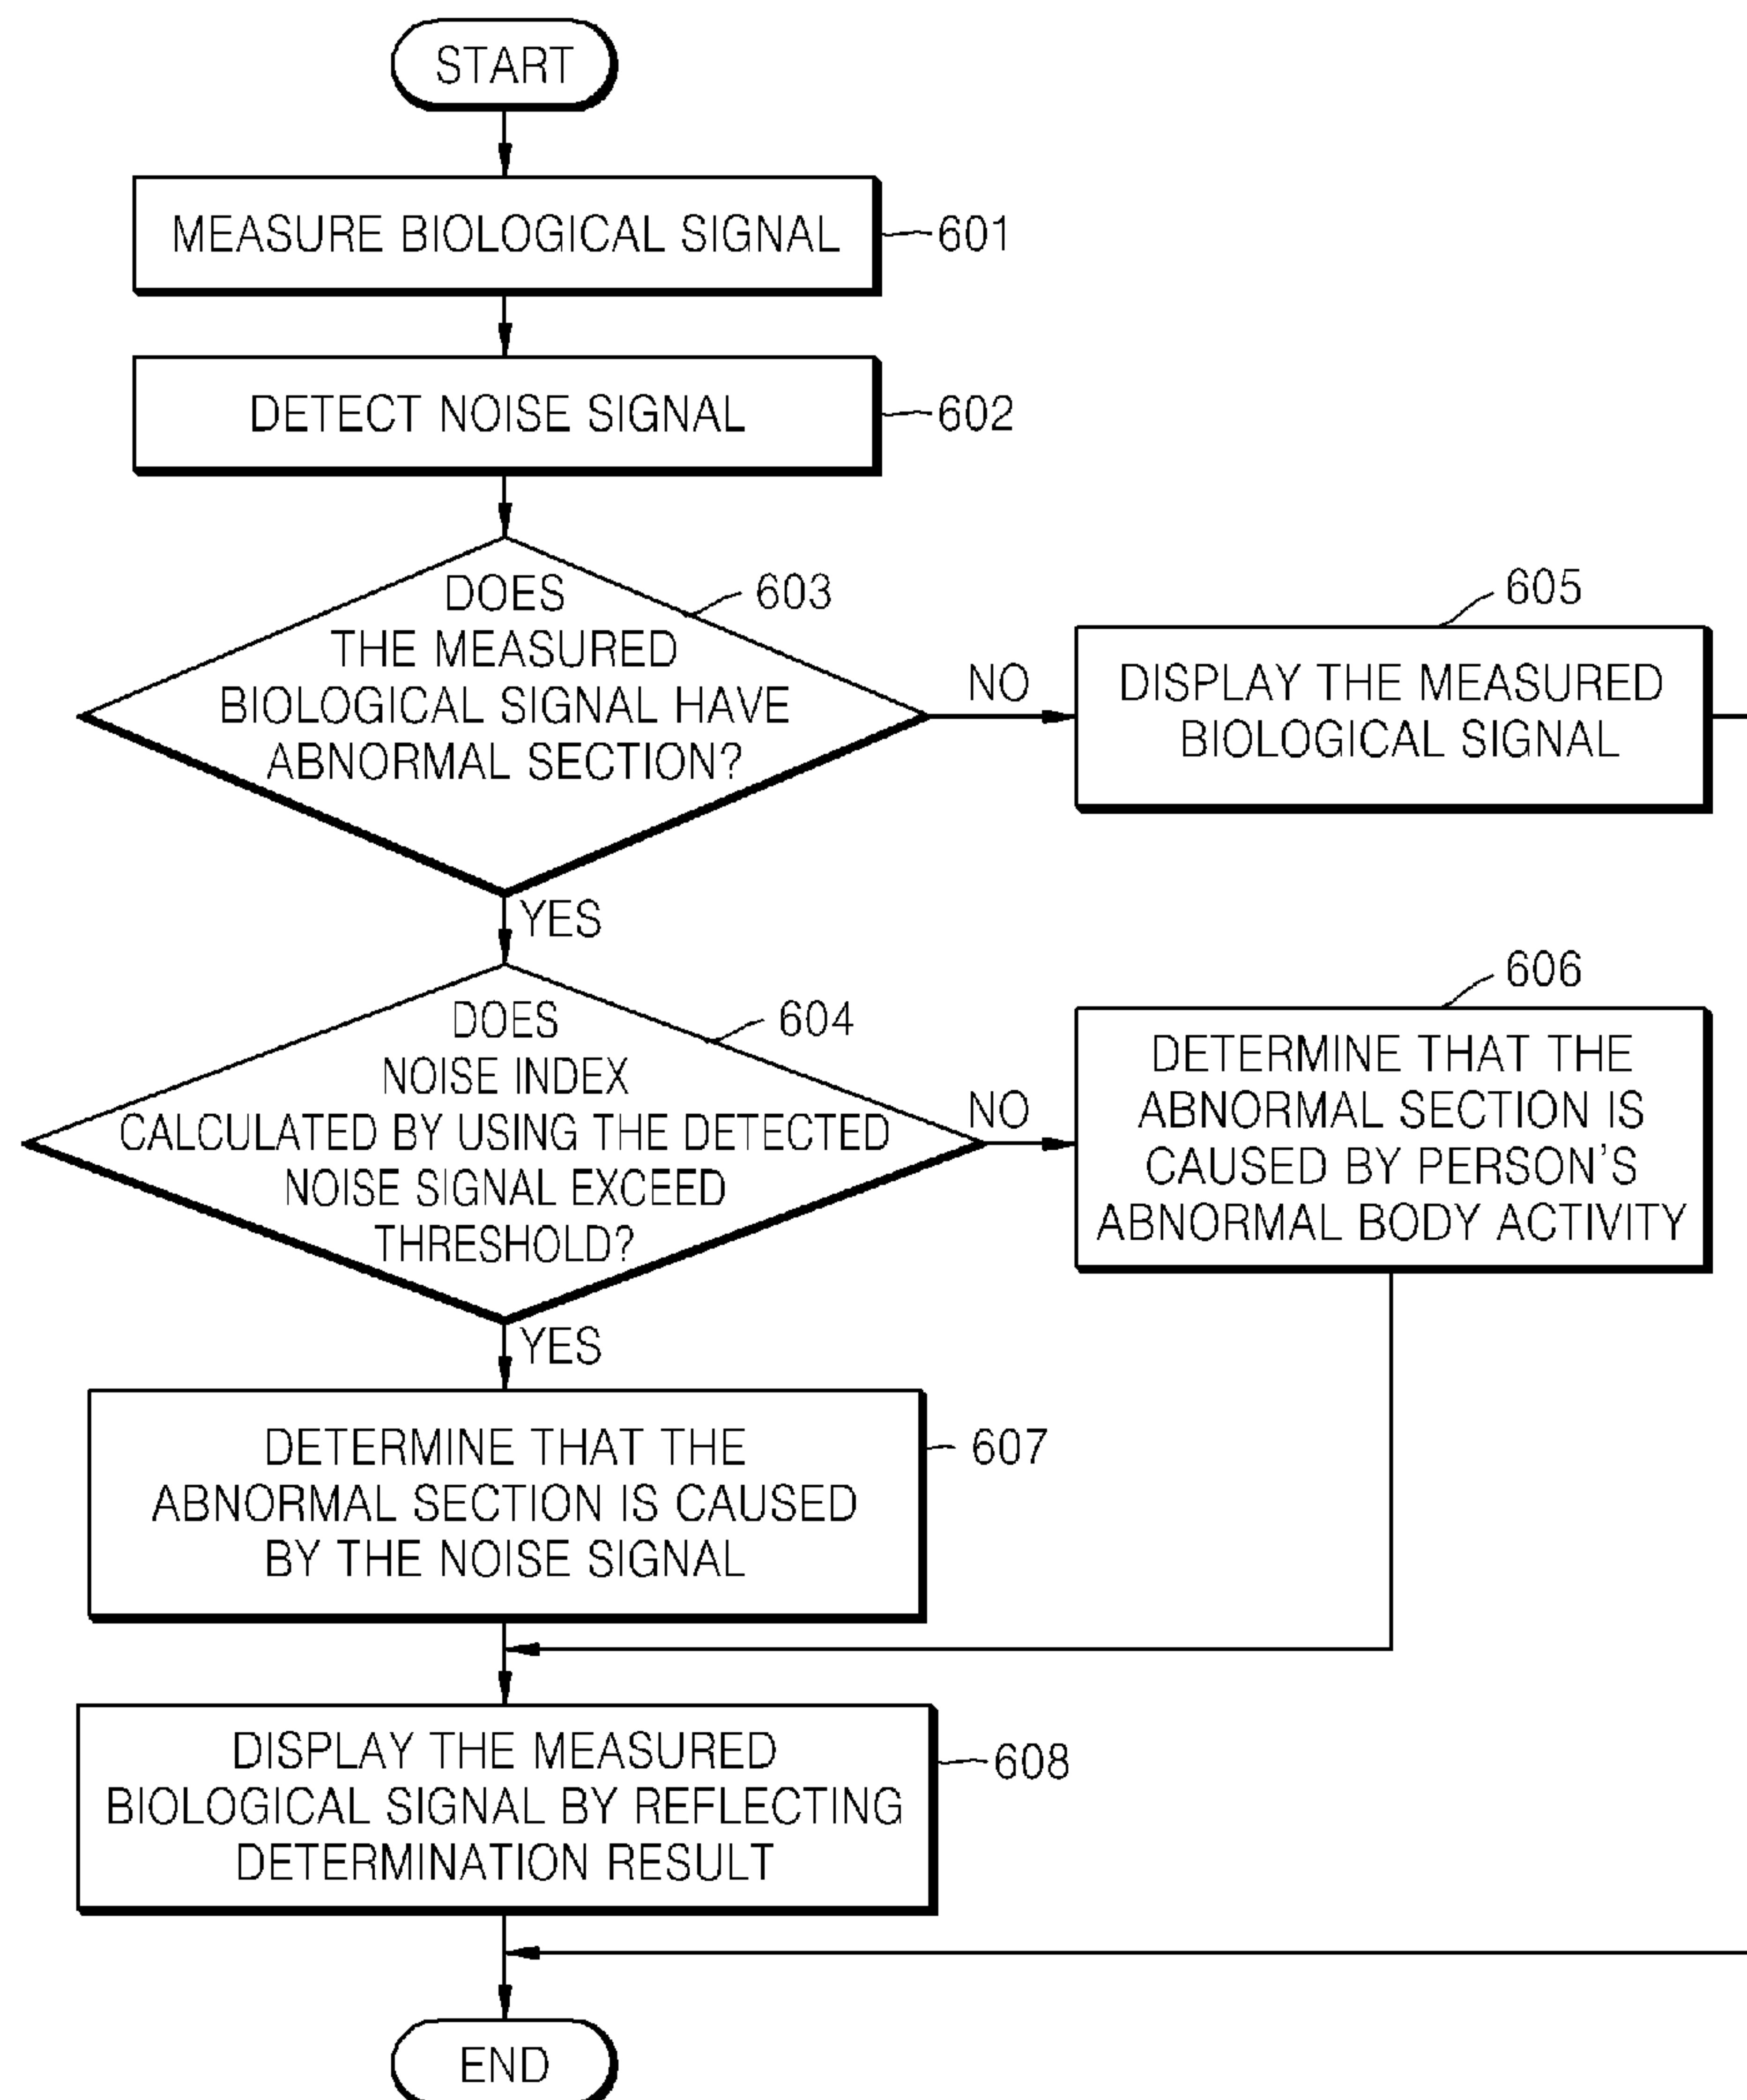 START
MEASURE BIOLOGICAL SIGNAL
601
DETECT NOISE SIGNAL
602
DOES
THE MEASURED
BIOLOGICAL SIGNAL HAVE
ABNORMAL SECTION?
603
NO
605
DISPLAY THE MEASURED
BIOLOGICAL SIGNAL
YES
DOES
NOISE INDEX
CALCULATED BY USING THE DETECTED
NOISE SIGNAL EXCEED
THRESHOLD?
604
NO
606
DETERMINE THAT THE
ABNORMAL SECTION IS
CAUSED BY PERSON'S
ABNORMAL BODY ACTIVITY
YES
DETERMINE THAT THE
ABNORMAL SECTION IS CAUSED
BY THE NOISE SIGNAL
607
DISPLAY THE MEASURED
BIOLOGICAL SIGNAL BY REFLECTING
DETERMINATION RESULT
608
END